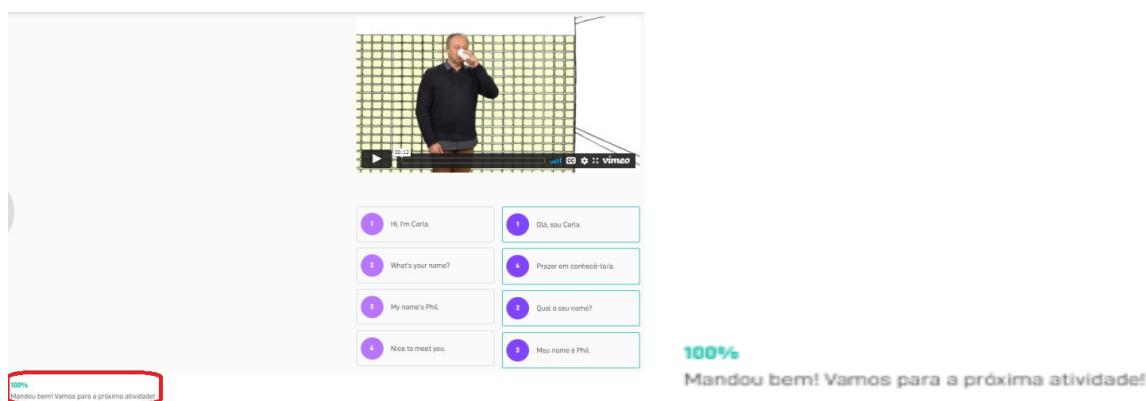 00:12
CC
vimeo
1 Hi, I'm Carla.
1 Olá, sou Carla.
2 What's your name?
4 Prazer em conhecê-lo/a.
3 My name's Phil.
2 Qual o seu nome?
4 Nice to meet you.
3 Meu nome é Phil.
100%
Mandou bem! Vamos para a próxima atividade!
100%
Mandou bem! Vamos para a próxima atividade!